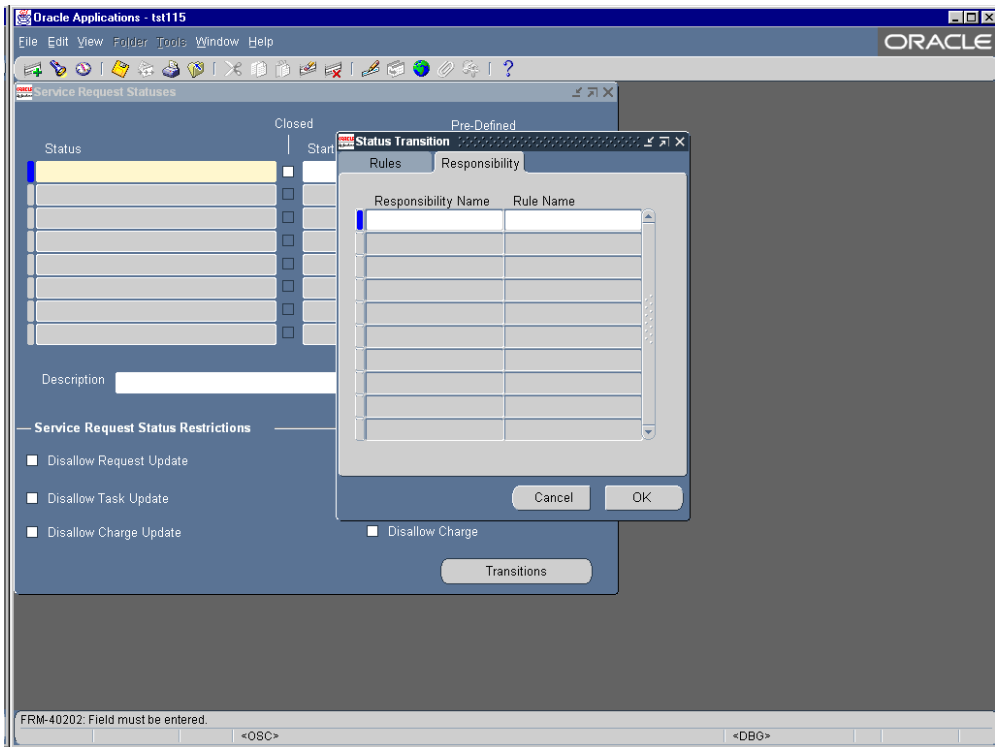 Oracle Applications - tst115
File Edit View Folder Tools Window Help
ORACLE
Service Request Statuses
Closed
Pre-Defined
Status
Start
Status Transition
Rules Responsibility
Responsibility Name Rule Name
Description
Service Request Status Restrictions
Disallow Request Update
Disallow Task Update
Cancel OK
Disallow Charge Update
Disallow Charge
Transitions
FRM-40202: Field must be entered.
<OSC> <DBG>